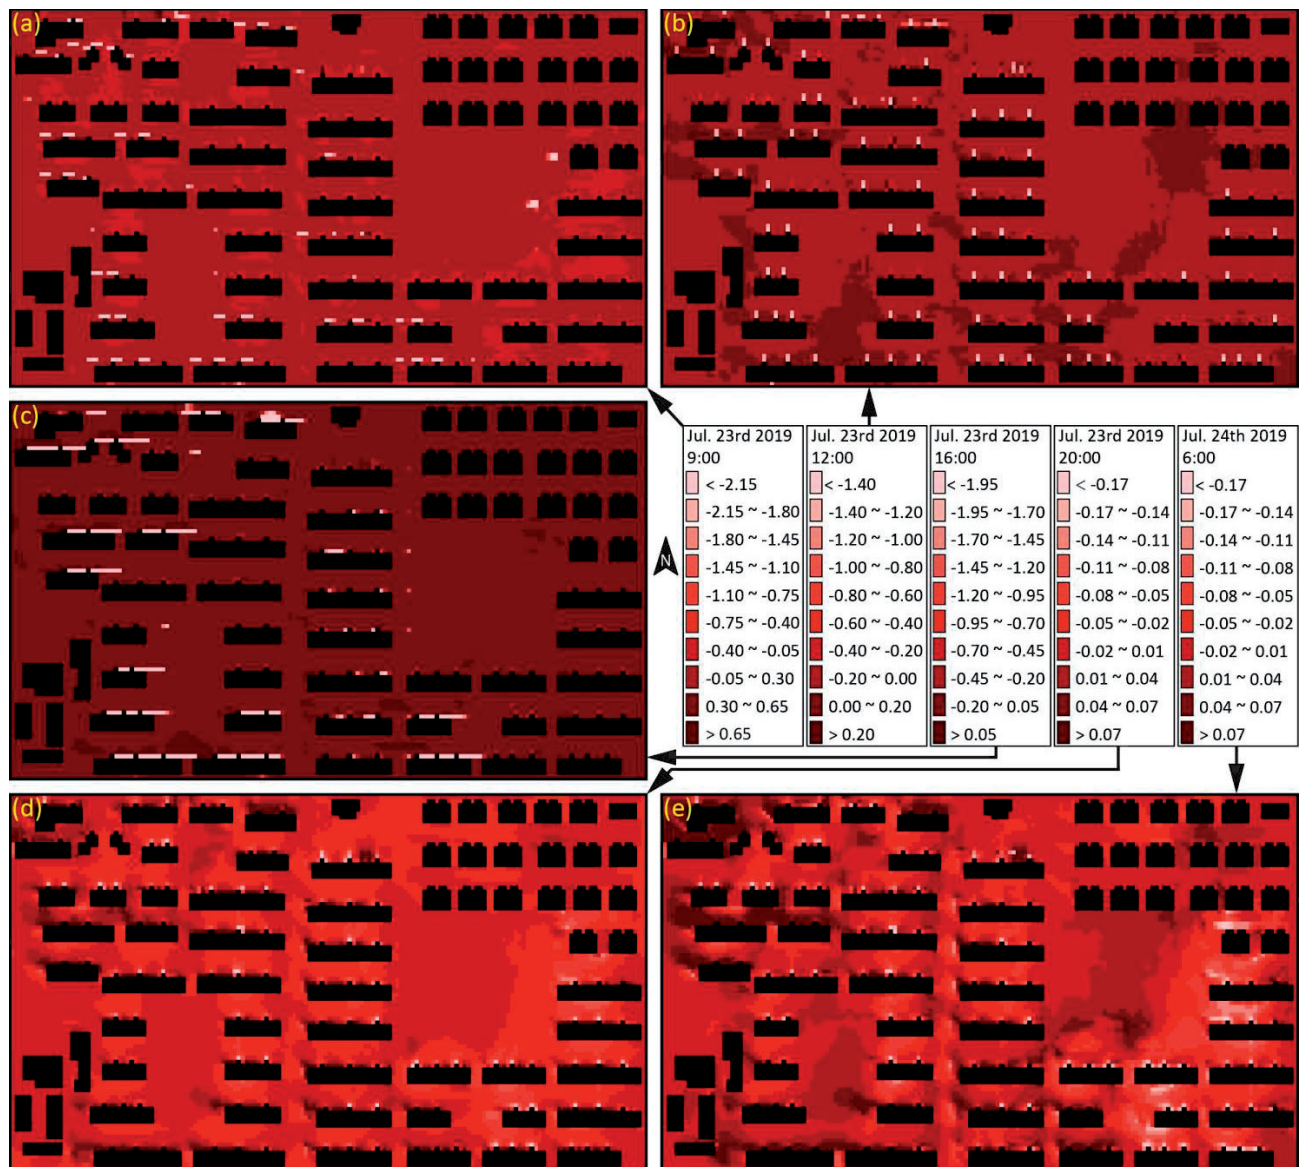 (a)
(b)
(c)
Jul. 23rd 2019
9:00
< -2.15
-2.15 ~ -1.80
-1.80 ~ -1.45
-1.45 ~ -1.10
-1.10 ~ -0.75
-0.75 ~ -0.40
-0.40 ~ -0.05
-0.05 ~ 0.30
0.30 ~ 0.65
> 0.65
Jul. 23rd 2019
12:00
< -1.40
-1.40 ~ -1.20
-1.20 ~ -1.00
-1.00 ~ -0.80
-0.80 ~ -0.60
-0.60 ~ -0.40
-0.40 ~ -0.20
-0.20 ~ 0.00
0.00 ~ 0.20
> 0.20
Jul. 23rd 2019
16:00
< -1.95
-1.95 ~ -1.70
-1.70 ~ -1.45
-1.45 ~ -1.20
-1.20 ~ -0.95
-0.95 ~ -0.70
-0.70 ~ -0.45
-0.45 ~ -0.20
-0.20 ~ 0.05
> 0.05
Jul. 23rd 2019
20:00
< -0.17
-0.17 ~ -0.14
-0.14 ~ -0.11
-0.11 ~ -0.08
-0.08 ~ -0.05
-0.05 ~ -0.02
-0.02 ~ 0.01
0.01 ~ 0.04
0.04 ~ 0.07
> 0.07
Jul. 24th 2019
6:00
< -0.17
-0.17 ~ -0.14
-0.14 ~ -0.11
-0.11 ~ -0.08
-0.08 ~ -0.05
-0.05 ~ -0.02
-0.02 ~ 0.01
0.01 ~ 0.04
0.04 ~ 0.07
> 0.07
N
(d)
(e)